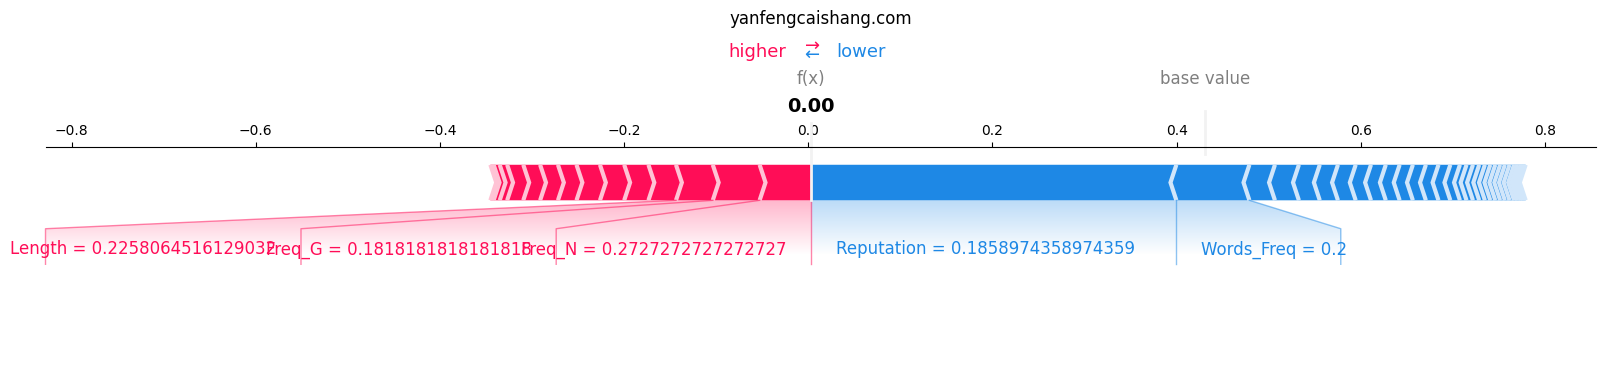 yanfengcaishang.com
higher ⇄ lower
f(x) base value
0.00
−0.8 −0.6 −0.4 −0.2 0.0 0.2 0.4 0.6 0.8
Length = 0.22580645161290322 Freq_G = 0.18181818181818182 Freq_N = 0.2727272727272727 Reputation = 0.1858974358974359 Words_Freq = 0.2